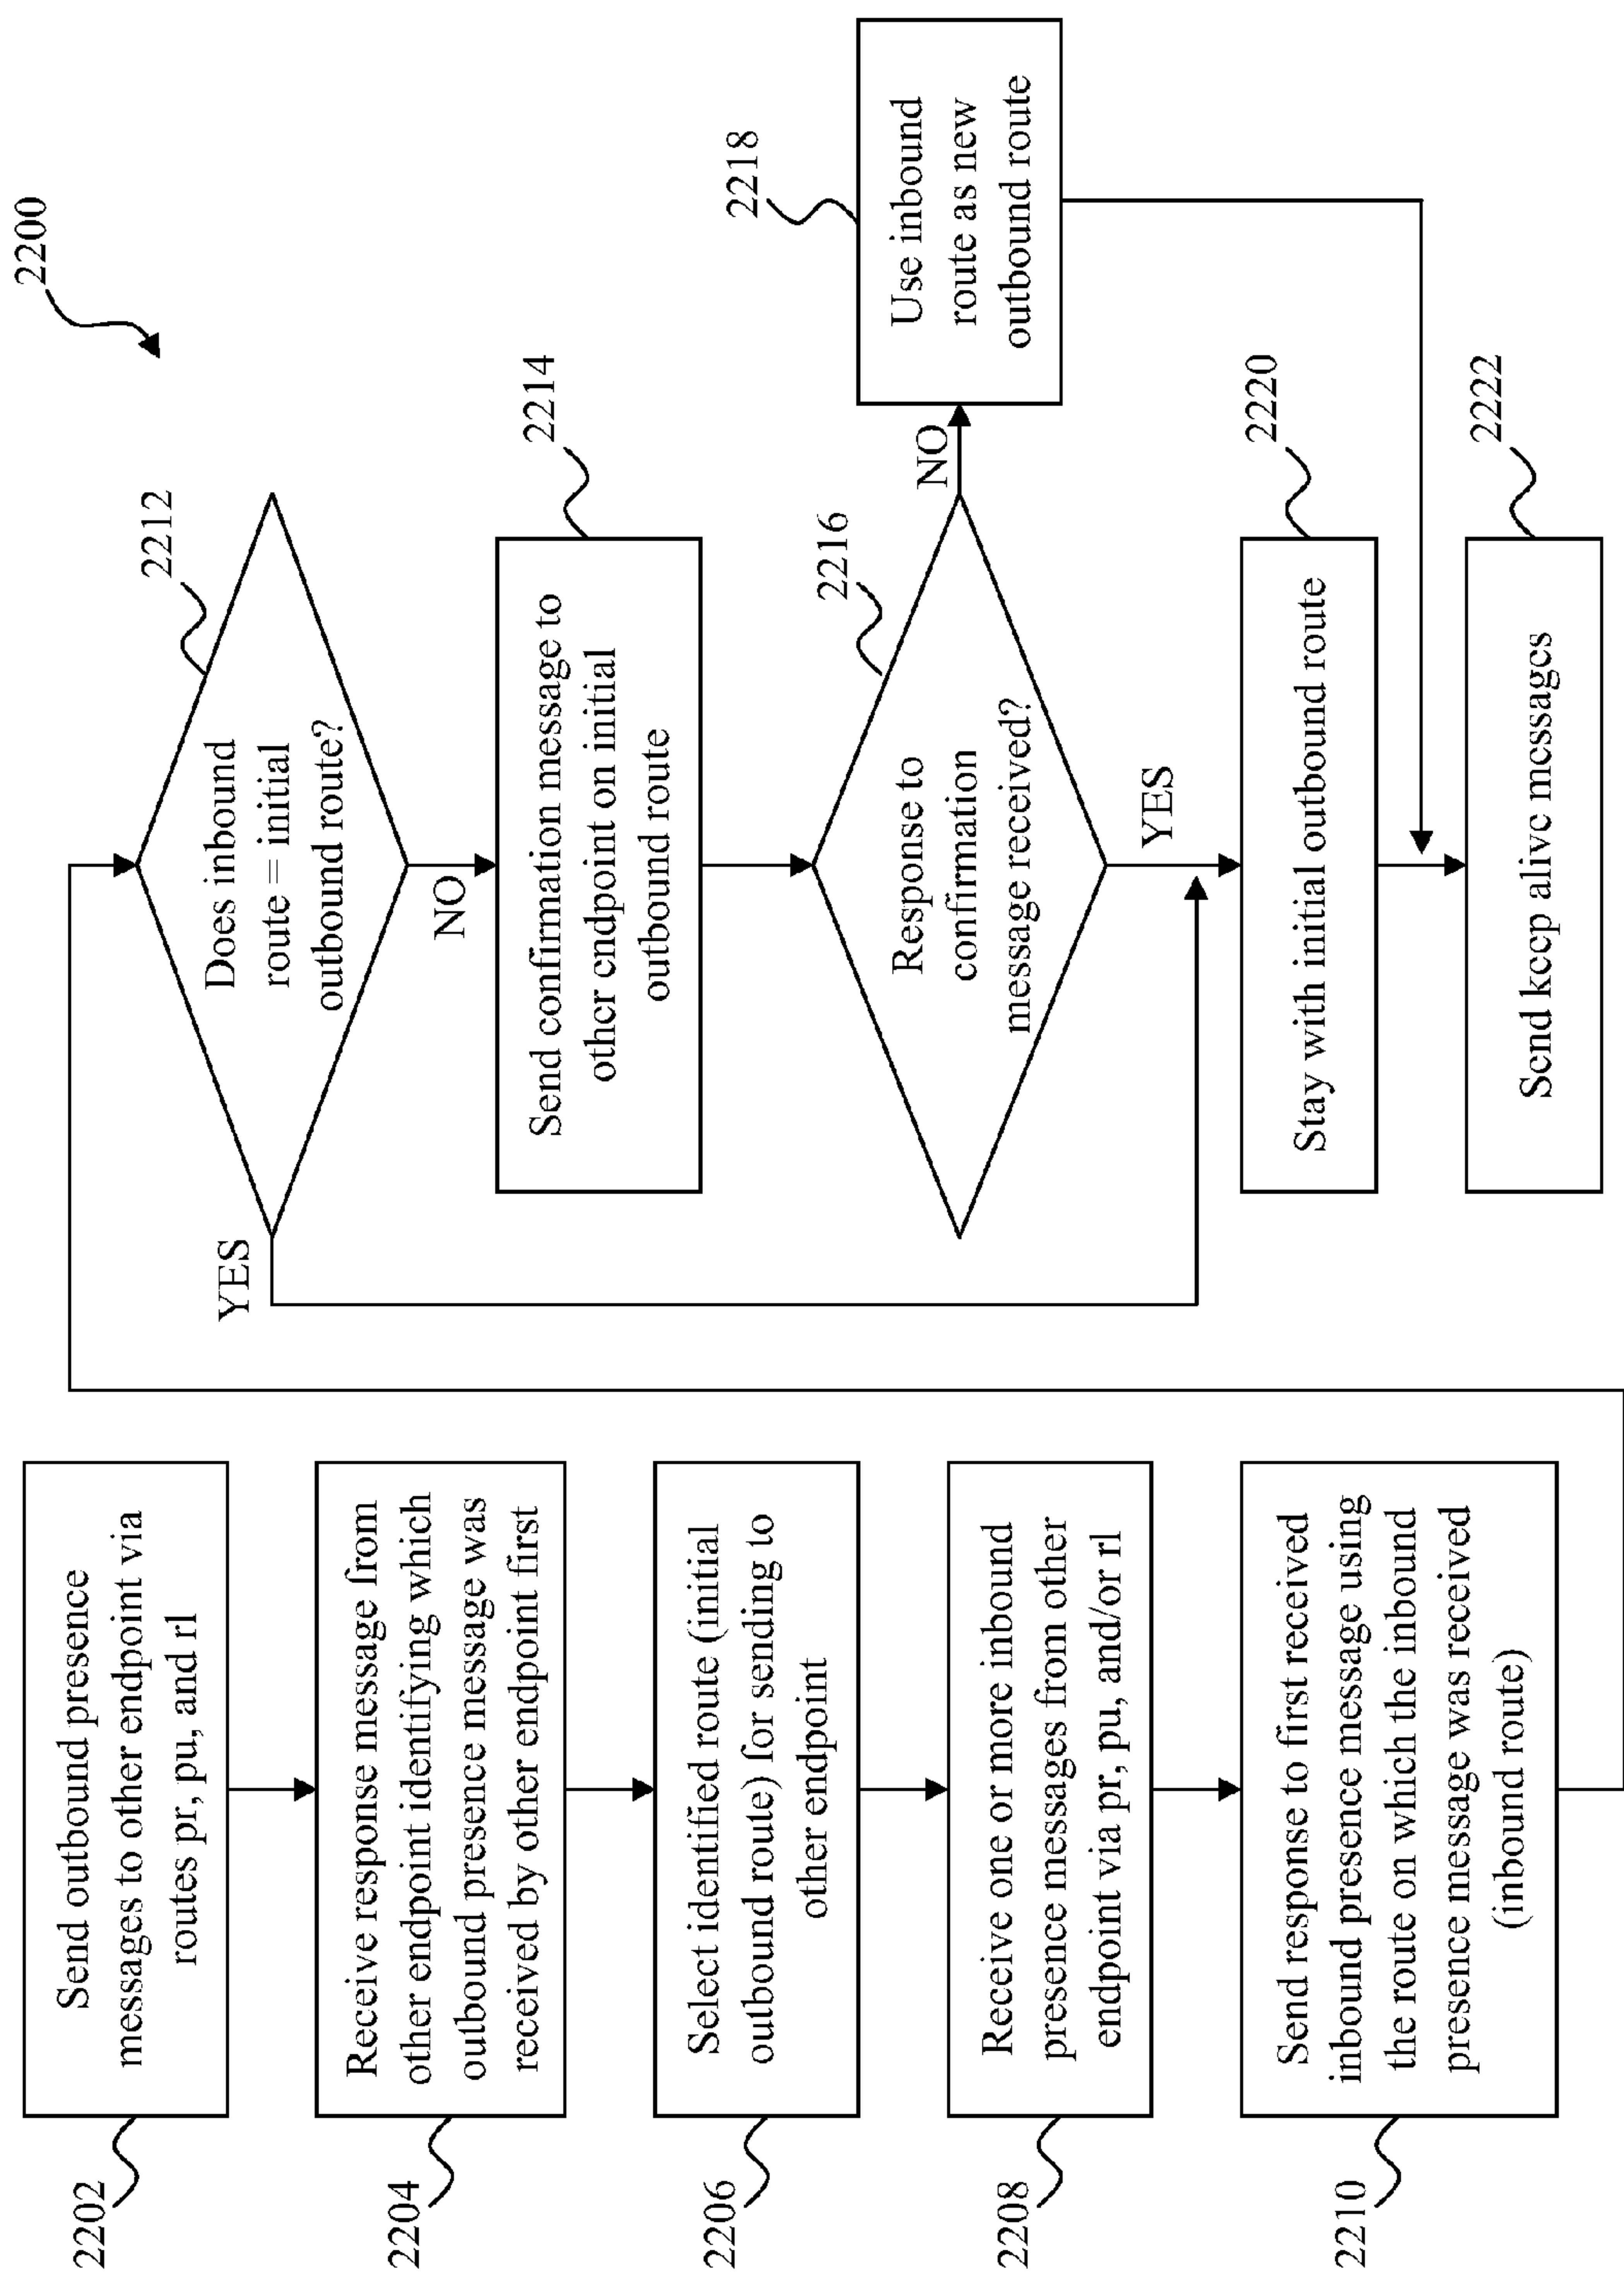 2200
2202
Send outbound presence
messages to other endpoint via
routes pr, pu, and rl
2204
Receive response message from
other endpoint identifying which
outbound presence message was
received by other endpoint first
2206
Select identified route (initial
outbound route) for sending to
other endpoint
2208
Receive one or more inbound
presence messages from other
endpoint via pr, pu, and/or rl
2210
Send response to first received
inbound presence message using
the route on which the inbound
presence message was received
(inbound route)
2212
Does inbound
route = initial
outbound route?
YES
NO
2214
Send confirmation message to
other endpoint on initial
outbound route
2216
Response to
confirmation
message received?
NO
YES
2218
Use inbound
route as new
outbound route
2220
Stay with initial outbound route
2222
Send keep alive messages